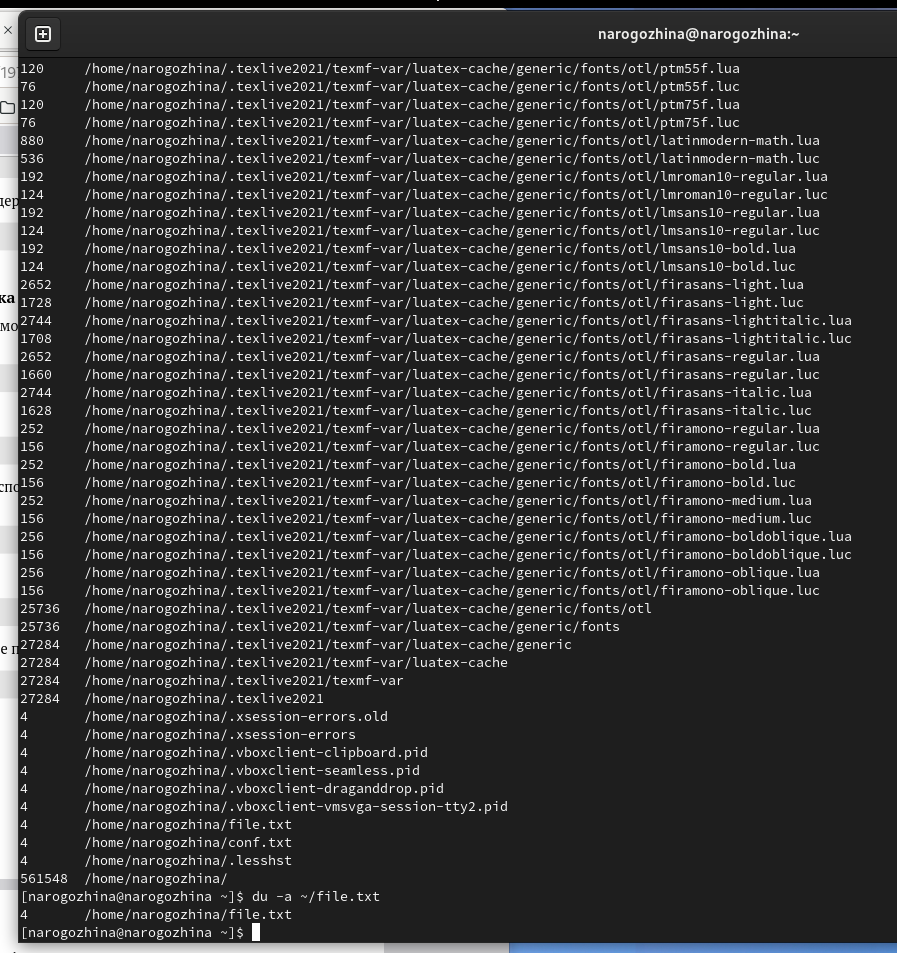 narogozhina@narogozhina:~
120     /home/narogozhina/.texlive2021/texmf-var/luatex-cache/generic/fonts/otl/ptm55f.lua
76      /home/narogozhina/.texlive2021/texmf-var/luatex-cache/generic/fonts/otl/ptm55f.luc
120     /home/narogozhina/.texlive2021/texmf-var/luatex-cache/generic/fonts/otl/ptm75f.lua
76      /home/narogozhina/.texlive2021/texmf-var/luatex-cache/generic/fonts/otl/ptm75f.luc
880     /home/narogozhina/.texlive2021/texmf-var/luatex-cache/generic/fonts/otl/latinmodern-math.lua
536     /home/narogozhina/.texlive2021/texmf-var/luatex-cache/generic/fonts/otl/latinmodern-math.luc
192     /home/narogozhina/.texlive2021/texmf-var/luatex-cache/generic/fonts/otl/lmroman10-regular.lua
124     /home/narogozhina/.texlive2021/texmf-var/luatex-cache/generic/fonts/otl/lmroman10-regular.luc
192     /home/narogozhina/.texlive2021/texmf-var/luatex-cache/generic/fonts/otl/lmsans10-regular.lua
124     /home/narogozhina/.texlive2021/texmf-var/luatex-cache/generic/fonts/otl/lmsans10-regular.luc
192     /home/narogozhina/.texlive2021/texmf-var/luatex-cache/generic/fonts/otl/lmsans10-bold.lua
124     /home/narogozhina/.texlive2021/texmf-var/luatex-cache/generic/fonts/otl/lmsans10-bold.luc
2652    /home/narogozhina/.texlive2021/texmf-var/luatex-cache/generic/fonts/otl/firasans-light.lua
1728    /home/narogozhina/.texlive2021/texmf-var/luatex-cache/generic/fonts/otl/firasans-light.luc
2744    /home/narogozhina/.texlive2021/texmf-var/luatex-cache/generic/fonts/otl/firasans-lightitalic.lua
1708    /home/narogozhina/.texlive2021/texmf-var/luatex-cache/generic/fonts/otl/firasans-lightitalic.luc
2652    /home/narogozhina/.texlive2021/texmf-var/luatex-cache/generic/fonts/otl/firasans-regular.lua
1660    /home/narogozhina/.texlive2021/texmf-var/luatex-cache/generic/fonts/otl/firasans-regular.luc
2744    /home/narogozhina/.texlive2021/texmf-var/luatex-cache/generic/fonts/otl/firasans-italic.lua
1628    /home/narogozhina/.texlive2021/texmf-var/luatex-cache/generic/fonts/otl/firasans-italic.luc
252     /home/narogozhina/.texlive2021/texmf-var/luatex-cache/generic/fonts/otl/firamono-regular.lua
156     /home/narogozhina/.texlive2021/texmf-var/luatex-cache/generic/fonts/otl/firamono-regular.luc
252     /home/narogozhina/.texlive2021/texmf-var/luatex-cache/generic/fonts/otl/firamono-bold.lua
156     /home/narogozhina/.texlive2021/texmf-var/luatex-cache/generic/fonts/otl/firamono-bold.luc
252     /home/narogozhina/.texlive2021/texmf-var/luatex-cache/generic/fonts/otl/firamono-medium.lua
156     /home/narogozhina/.texlive2021/texmf-var/luatex-cache/generic/fonts/otl/firamono-medium.luc
256     /home/narogozhina/.texlive2021/texmf-var/luatex-cache/generic/fonts/otl/firamono-boldoblique.lua
156     /home/narogozhina/.texlive2021/texmf-var/luatex-cache/generic/fonts/otl/firamono-boldoblique.luc
256     /home/narogozhina/.texlive2021/texmf-var/luatex-cache/generic/fonts/otl/firamono-oblique.lua
156     /home/narogozhina/.texlive2021/texmf-var/luatex-cache/generic/fonts/otl/firamono-oblique.luc
25736   /home/narogozhina/.texlive2021/texmf-var/luatex-cache/generic/fonts/otl
25736   /home/narogozhina/.texlive2021/texmf-var/luatex-cache/generic/fonts
27284   /home/narogozhina/.texlive2021/texmf-var/luatex-cache/generic
27284   /home/narogozhina/.texlive2021/texmf-var/luatex-cache
27284   /home/narogozhina/.texlive2021/texmf-var
27284   /home/narogozhina/.texlive2021
4       /home/narogozhina/.xsession-errors.old
4       /home/narogozhina/.xsession-errors
4       /home/narogozhina/.vboxclient-clipboard.pid
4       /home/narogozhina/.vboxclient-seamless.pid
4       /home/narogozhina/.vboxclient-draganddrop.pid
4       /home/narogozhina/.vboxclient-vmsvga-session-tty2.pid
4       /home/narogozhina/file.txt
4       /home/narogozhina/conf.txt
4       /home/narogozhina/.lesshst
561548  /home/narogozhina/
[narogozhina@narogozhina ~]$ du -a ~/file.txt
4       /home/narogozhina/file.txt
[narogozhina@narogozhina ~]$